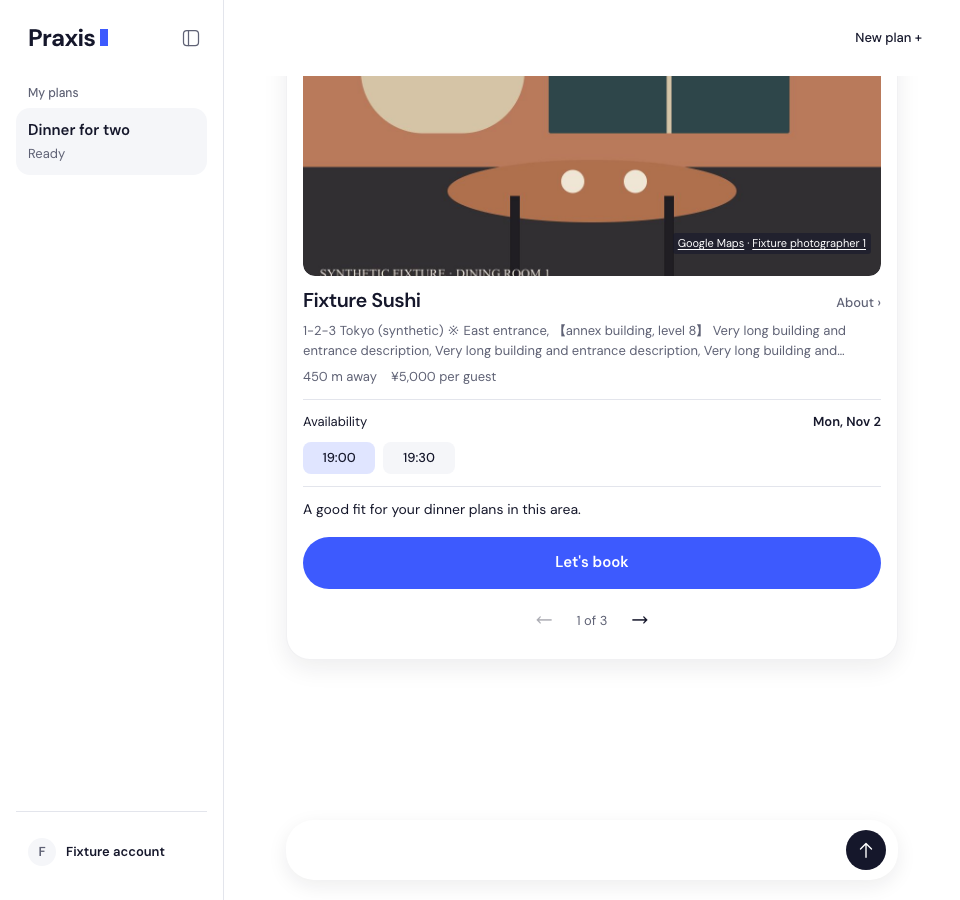 Praxis
New plan +
My plans
Dinner for two
Ready
Google Maps · Fixture photographer 1
SYNTHETIC FIXTURE · DINING ROOM 1
Fixture Sushi
About ›
1-2-3 Tokyo (synthetic) ※ East entrance, 【annex building, level 8】 Very long building and
entrance description, Very long building and entrance description, Very long building and…
450 m away ¥5,000 per guest
Availability
Mon, Nov 2
19:00 19:30
A good fit for your dinner plans in this area.
Let's book
← 1 of 3 →
F Fixture account